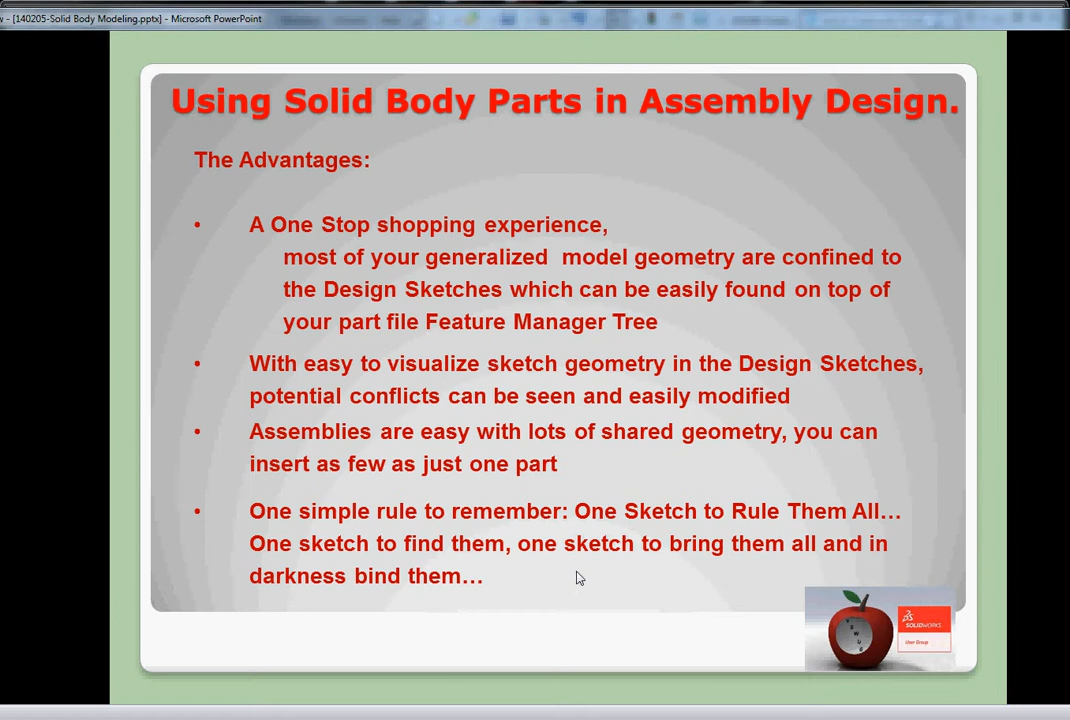 [140205-Solid Body Modeling.pptx] - Microsoft PowerPoint
Using Solid Body Parts in Assembly Design.
The Advantages:
• A One Stop shopping experience,
most of your generalized model geometry are confined to
the Design Sketches which can be easily found on top of
your part file Feature Manager Tree
• With easy to visualize sketch geometry in the Design Sketches,
potential conflicts can be seen and easily modified
• Assemblies are easy with lots of shared geometry, you can
insert as few as just one part
• One simple rule to remember: One Sketch to Rule Them All…
One sketch to find them, one sketch to bring them all and in
darkness bind them…
SOLIDWORKS
User Group